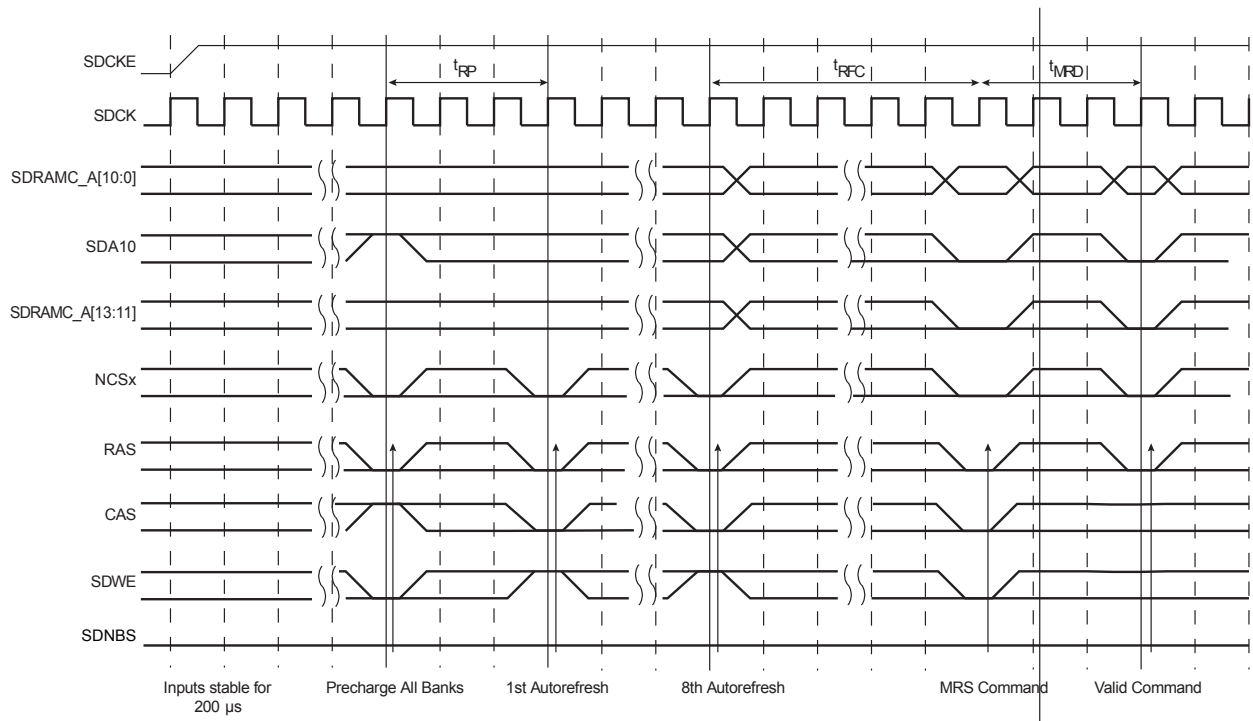 SDCKE
tRP
tRFC
tMRD
SDCK
SDRAMC_A[10:0]
SDA10
SDRAMC_A[13:11]
NCSx
RAS
CAS
SDWE
SDNBS
Inputs stable for
200 μs
Precharge All Banks
1st Autorefresh
8th Autorefresh
MRS Command
Valid Command